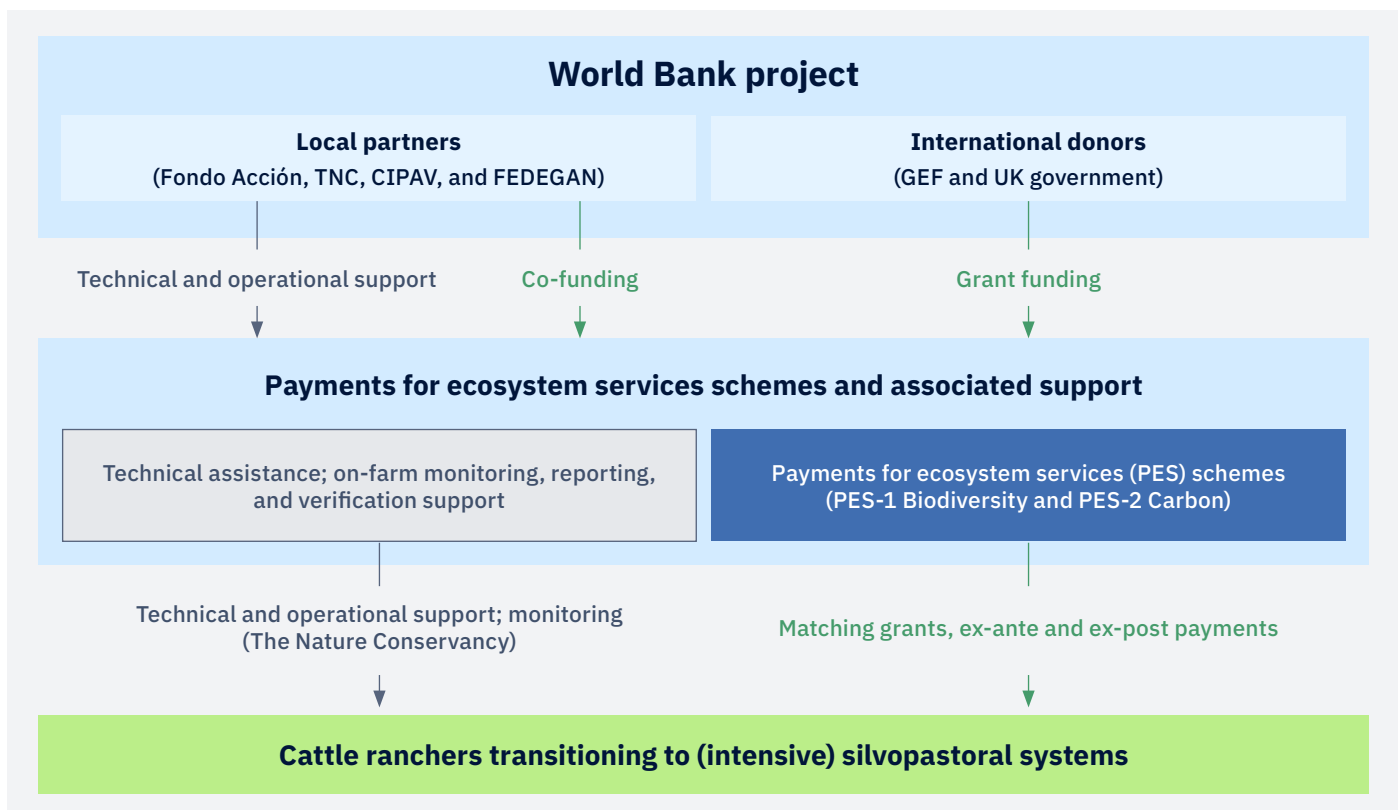 World Bank project
Local partners
(Fondo Acción, TNC, CIPAV, and FEDEGAN)
International donors
(GEF and UK government)
Technical and operational support
Co-funding
Grant funding
Payments for ecosystem services schemes and associated support
Technical assistance; on-farm monitoring, reporting,
and verification support
Payments for ecosystem services (PES) schemes
(PES-1 Biodiversity and PES-2 Carbon)
Technical and operational support; monitoring
(The Nature Conservancy)
Matching grants, ex-ante and ex-post payments
Cattle ranchers transitioning to (intensive) silvopastoral systems